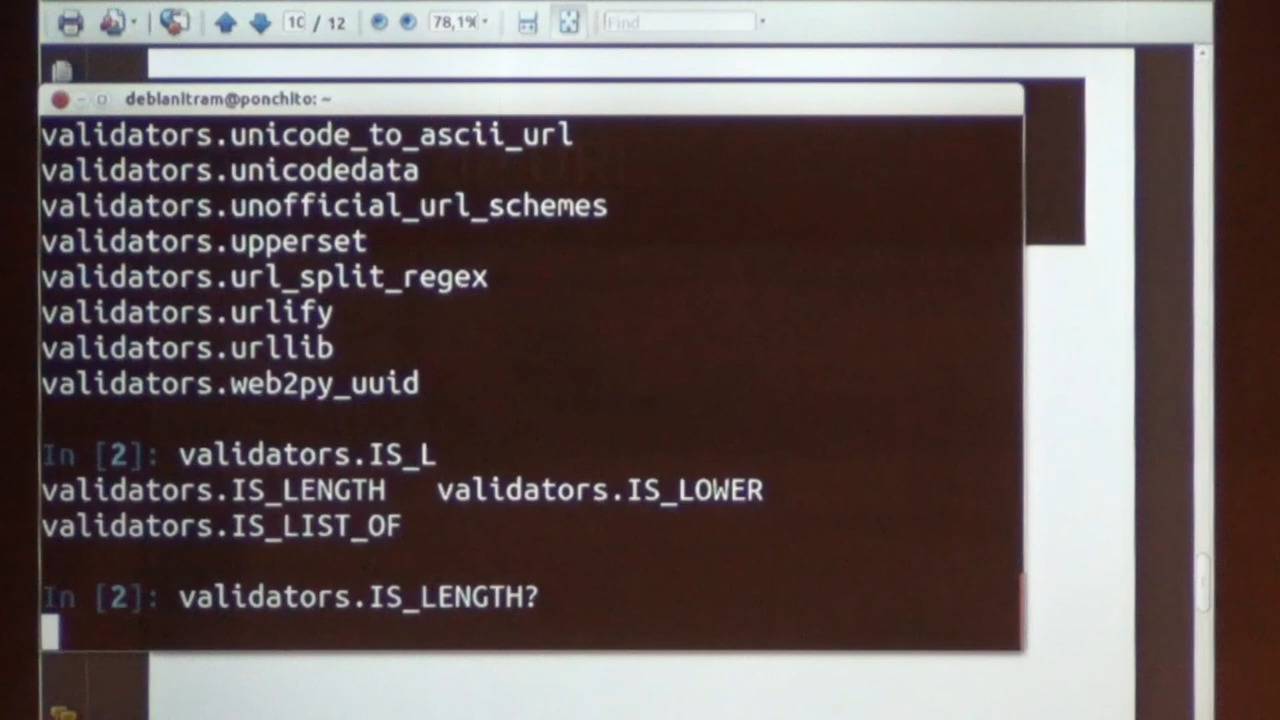 10 / 12 78,1% Find
debianitram@ponchito: ~
validators.unicode_to_ascii_url
validators.unicodedata
validators.unofficial_url_schemes
validators.upperset
validators.url_split_regex
validators.urlify
validators.urllib
validators.web2py_uuid
In [2]: validators.IS_L
validators.IS_LENGTH validators.IS_LOWER
validators.IS_LIST_OF
In [2]: validators.IS_LENGTH?